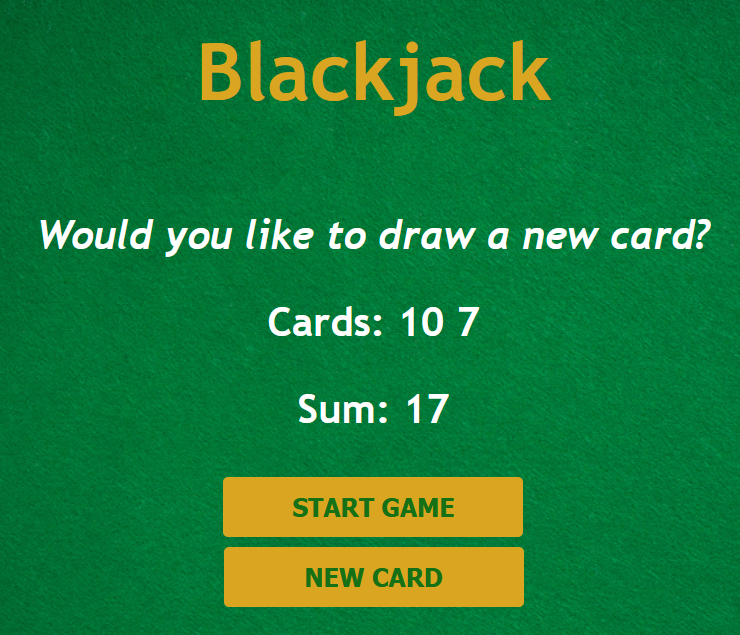 Blackjack
Would you like to draw a new card?
Cards: 10 7
Sum: 17
START GAME
NEW CARD